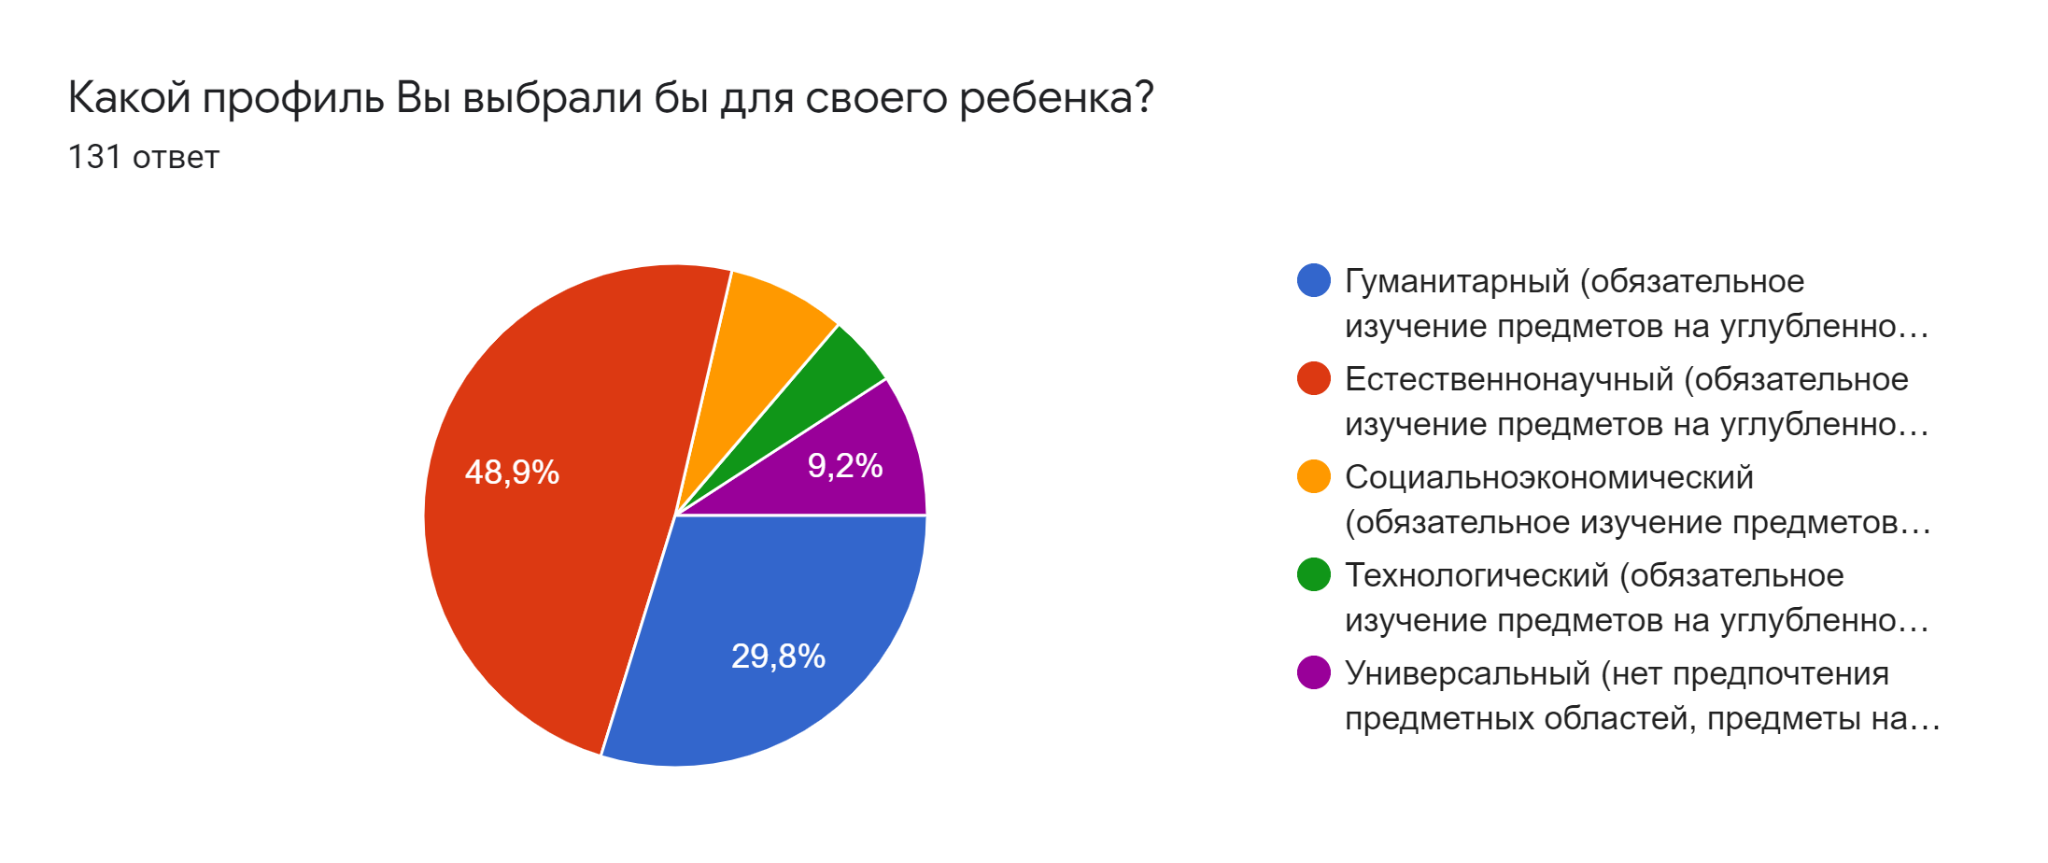 Какой профиль Вы выбрали бы для своего ребенка?
131 ответ
48,9%
9,2%
29,8%
Гуманитарный (обязательное
изучение предметов на углубленно…
Естественнонаучный (обязательное
изучение предметов на углубленно…
Социальноэкономический
(обязательное изучение предметов…
Технологический (обязательное
изучение предметов на углубленно…
Универсальный (нет предпочтения
предметных областей, предметы на…